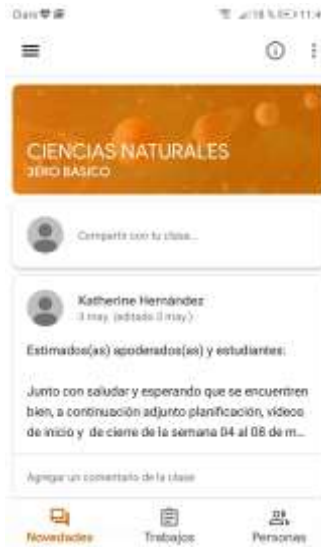 CIENCIAS NATURALES
3ERO BASICO
Compartir con tu clase...
Katherine Hernández
3 may. (editado 3 may.)
Estimados(as) apoderados(as) y estudiantes:
Junto con saludar y esperando que se encuentren
bien, a continuación adjunto planificación, vídeos
de inicio y de cierre de la semana 04 al 08 de m...
Agregar un comentario de la clase
Novedades
Trabajos
Personas